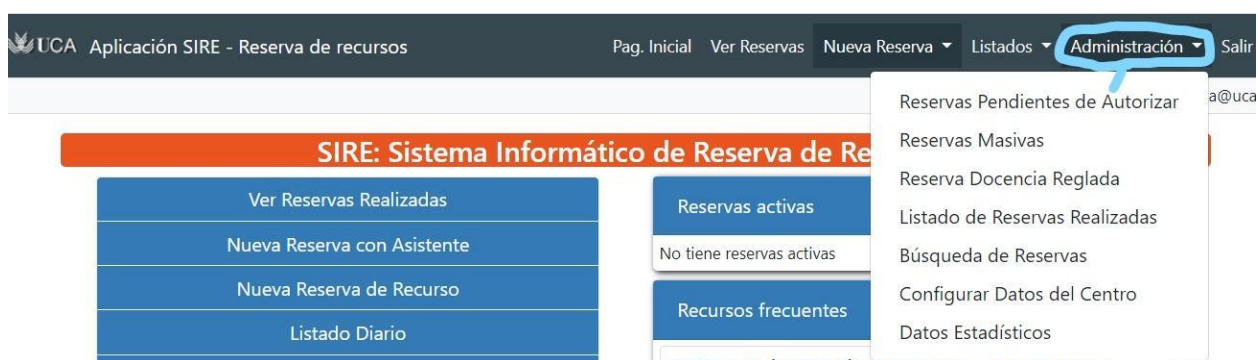 UCA Aplicación SIRE - Reserva de recursos
Pag. Inicial Ver Reservas Nueva Reserva Listados Administración Salir
a@uca
Reservas Pendientes de Autorizar
Reservas Masivas
Reserva Docencia Reglada
Listado de Reservas Realizadas
Búsqueda de Reservas
Configurar Datos del Centro
Datos Estadísticos
SIRE: Sistema Informático de Reserva de Re
Ver Reservas Realizadas
Nueva Reserva con Asistente
Nueva Reserva de Recurso
Listado Diario
Reservas activas
No tiene reservas activas
Recursos frecuentes